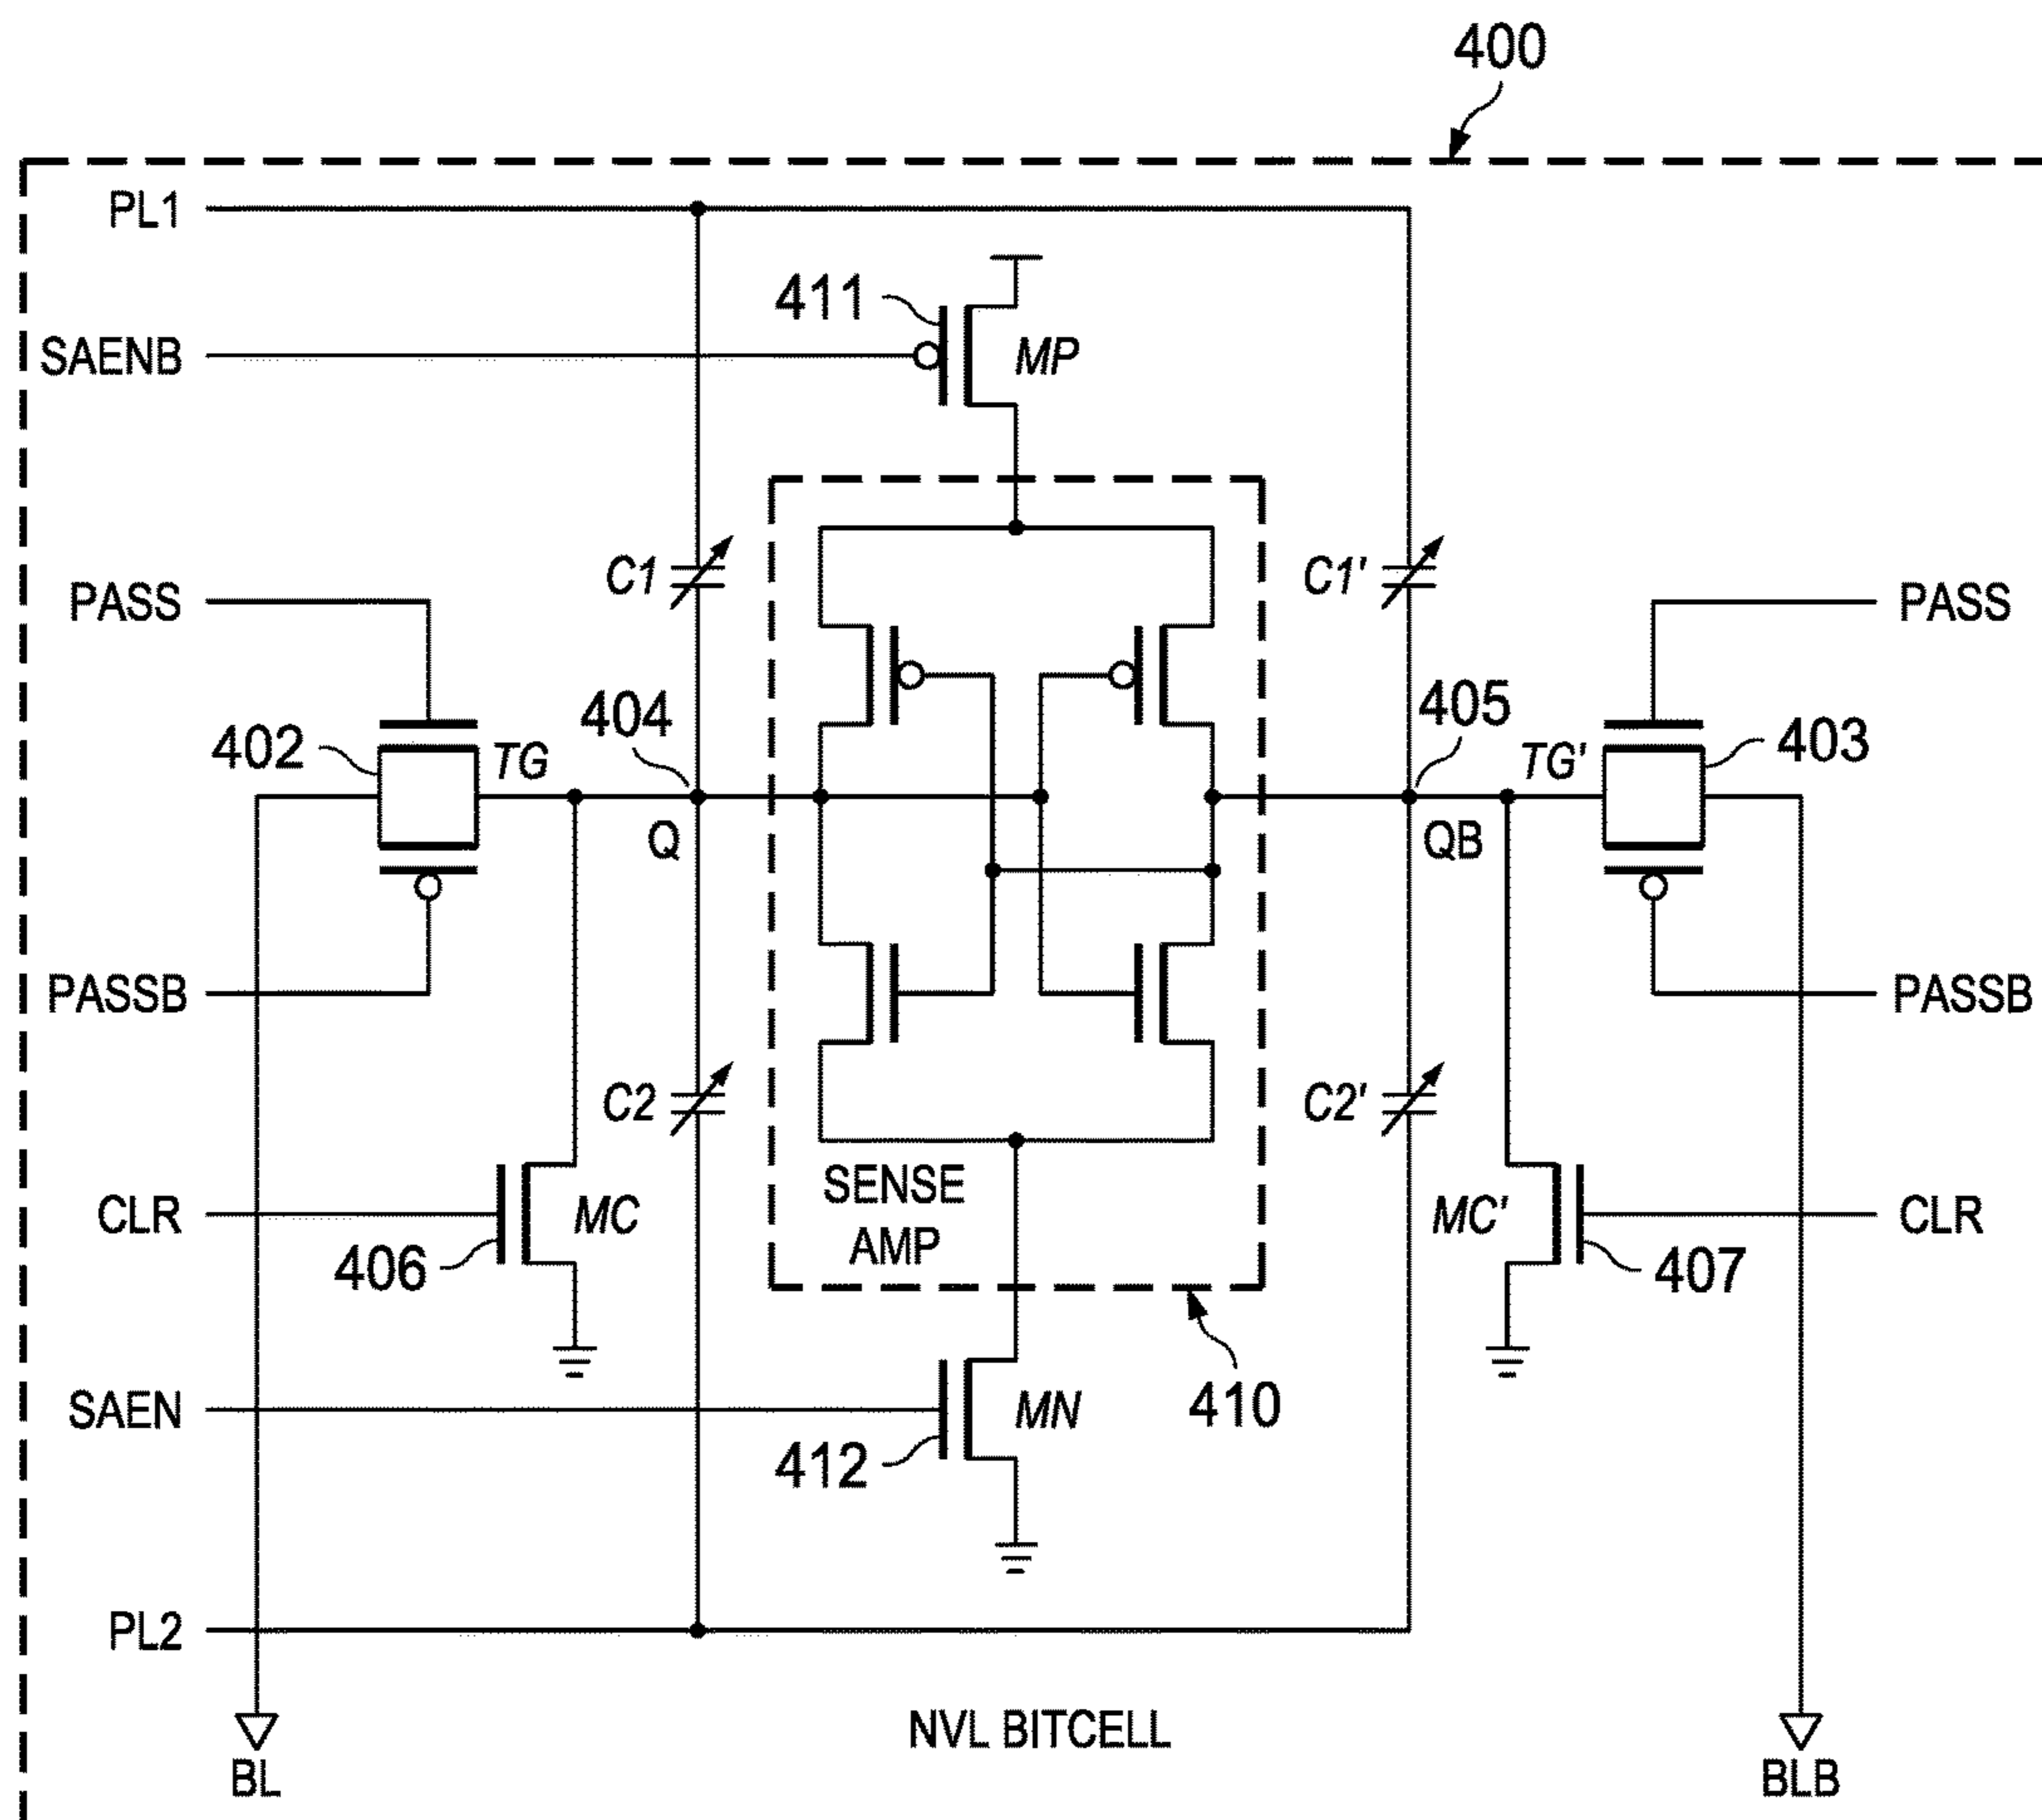 400
PL1
411
SAENB
MP
C1
C1'
PASS
PASS
404
405
402
TG
TG'
403
Q
QB
PASSB
PASSB
C2
C2'
SENSE
AMP
CLR
MC
MC'
CLR
406
407
SAEN
MN
410
412
PL2
NVL BITCELL
BL
BLB